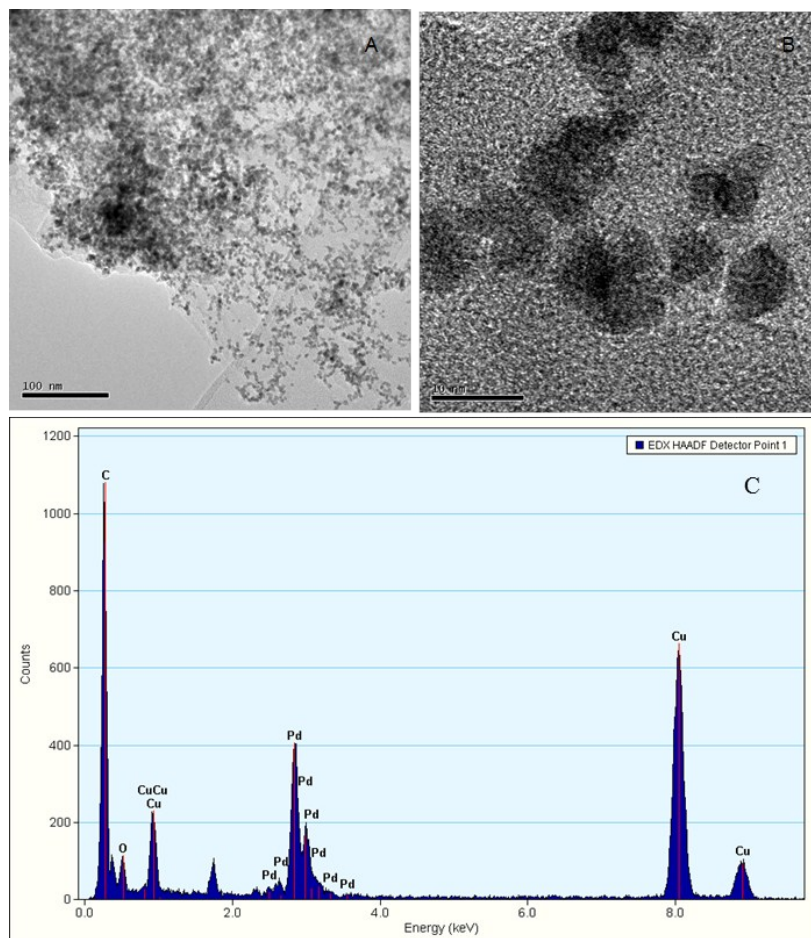 A
B
100 nm
10 nm
EDX HAADF Detector Point 1
C
1200
1000
800
600
400
200
0
Counts
C
O
CuCu
Cu
Pd
Pd
Pd
Pd
Pd
Pd
Pd
Cu
Cu
0.0
2.0
4.0
6.0
8.0
Energy (keV)